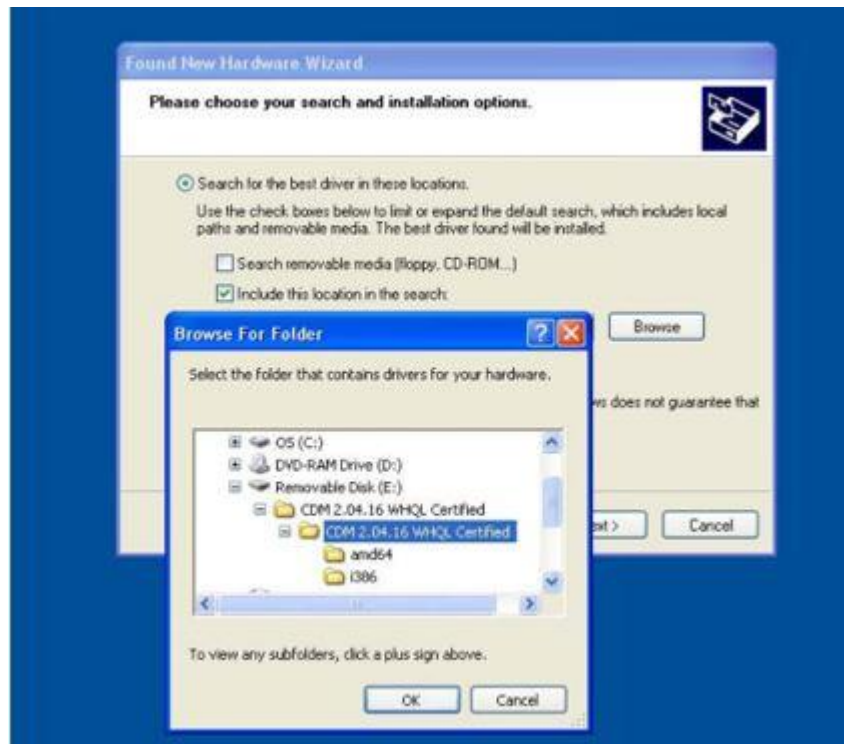 Found New Hardware Wizard
Please choose your search and installation options.
Search for the best driver in these locations.
Use the check boxes below to limit or expand the default search, which includes local
paths and removable media. The best driver found will be installed.
Search removable media (floppy, CD-ROM...)
Include this location in the search:
Browse
Browse For Folder
Select the folder that contains drivers for your hardware.
ws does not guarantee that
OS (C:)
DVD-RAM Drive (D:)
Removable Disk (E:)
CDM 2.04.16 WHQL Certified
CDM 2.04.16 WHQL Certified
amd64
i386
ext >
Cancel
To view any subfolders, click a plus sign above.
OK
Cancel